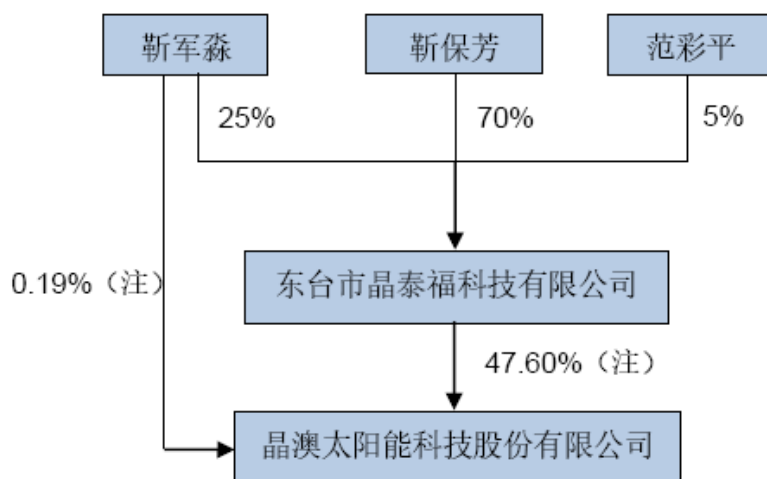 靳军淼
靳保芳
范彩平
25%
70%
5%
东台市晶泰福科技有限公司
0.19%（注）
47.60%（注）
晶澳太阳能科技股份有限公司